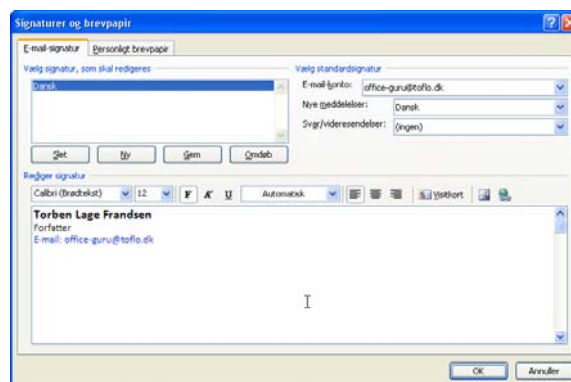 Signaturer og brevpapir
E-mail-signatur Personligt brevpapir
Vælg signatur, som skal redigeres
Dansk
Slet Ny Gem Omdøb
Vælg standardsignatur
E-mail-konto: office-guru@toflo.dk
Nye meddelelser: Dansk
Svar/videresendelser: (ingen)
Rediger signatur
Calibri (Brødtekst) 12 F K U Automatisk Visitkort
Torben Lage Frandsen
Forfatter
E-mail: office-guru@toflo.dk
OK Annuller